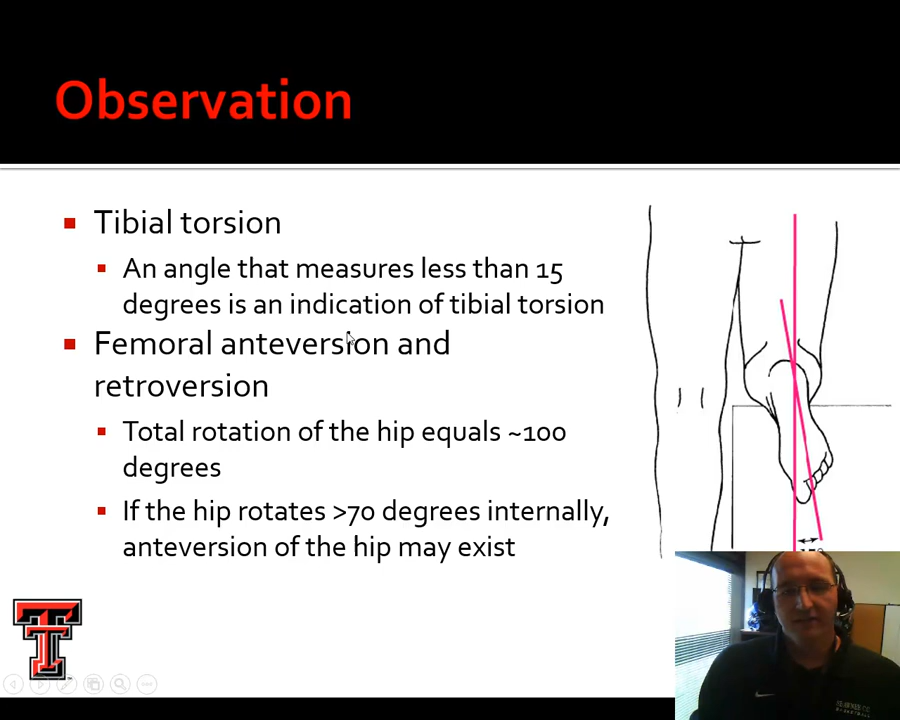 Observation
Tibial torsion
An angle that measures less than 15
degrees is an indication of tibial torsion
Femoral anteversion and
retroversion
Total rotation of the hip equals ~100
degrees
If the hip rotates >70 degrees internally,
anteversion of the hip may exist